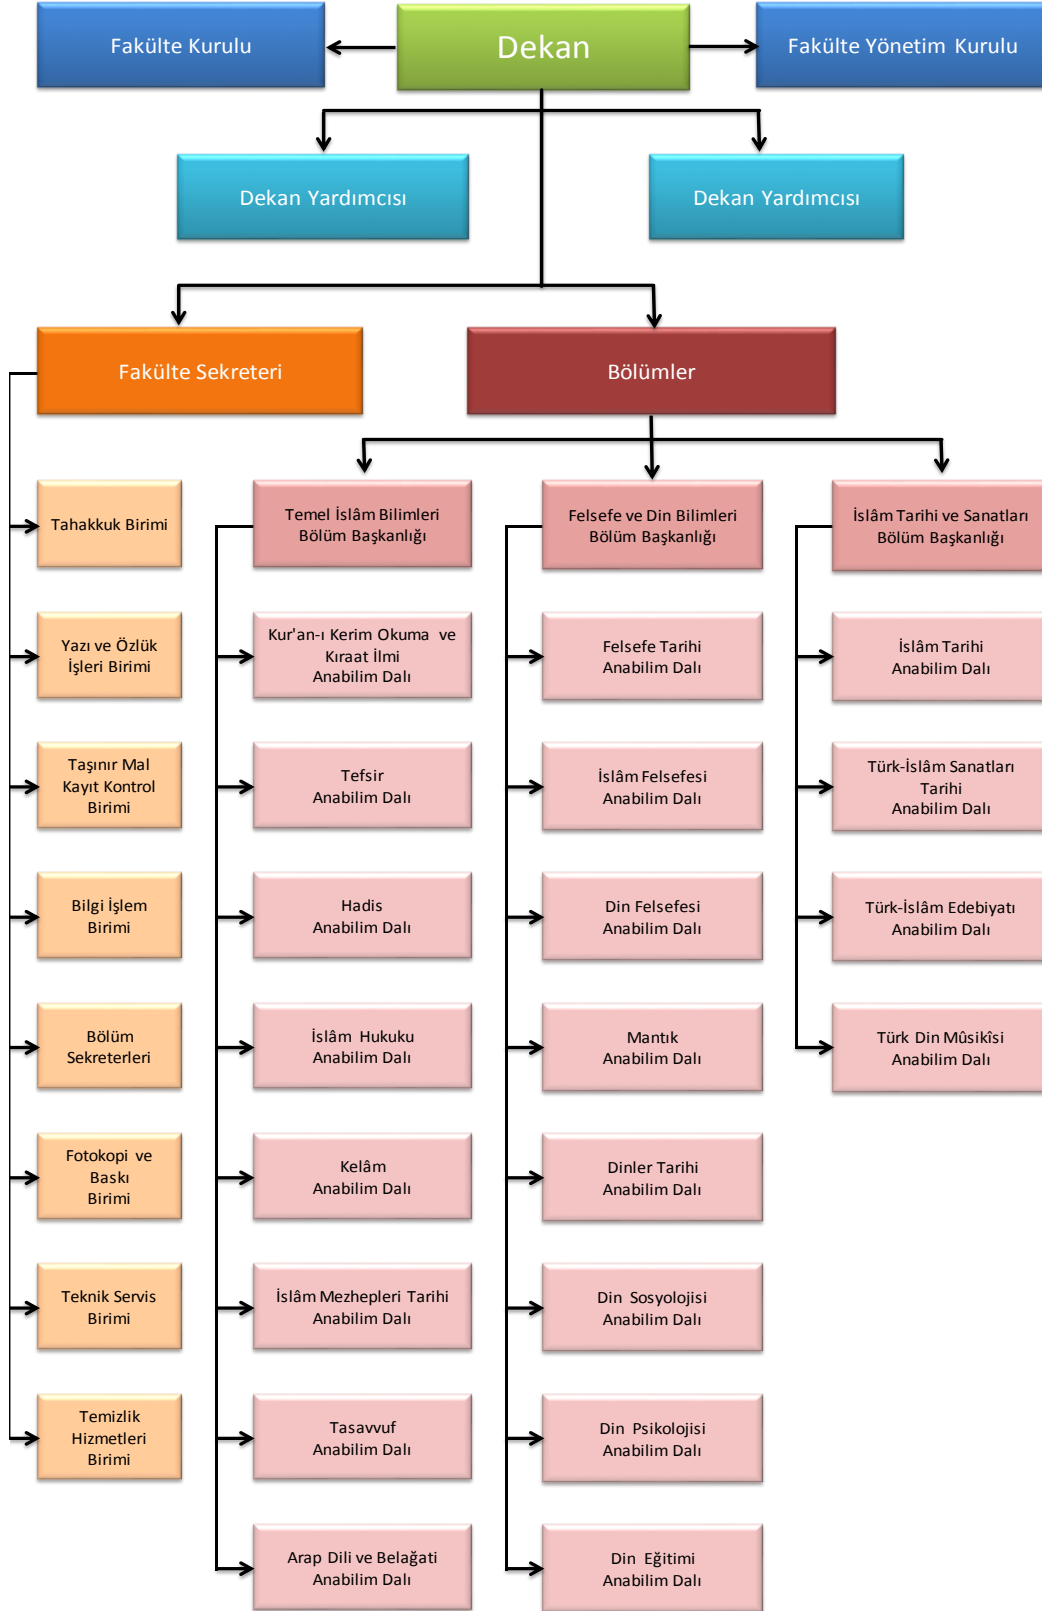 Fakülte Kurulu
Dekan
Fakülte Yönetim Kurulu
Dekan Yardımcısı
Dekan Yardımcısı
Fakülte Sekreteri
Bölümler
Tahakkuk Birimi
Yazı ve Özlük
İşleri Birimi
Taşınır Mal
Kayıt Kontrol
Birimi
Bilgi İşlem
Birimi
Bölüm
Sekreterleri
Fotokopi ve
Baskı
Birimi
Teknik Servis
Birimi
Temizlik
Hizmetleri
Birimi
Temel İslâm Bilimleri
Bölüm Başkanlığı
Kur'an-ı Kerim Okuma ve
Kıraat İlmi
Anabilim Dalı
Tefsir
Anabilim Dalı
Hadis
Anabilim Dalı
İslâm Hukuku
Anabilim Dalı
Kelâm
Anabilim Dalı
İslâm Mezhepleri Tarihi
Anabilim Dalı
Tasavvuf
Anabilim Dalı
Arap Dili ve Belağati
Anabilim Dalı
Felsefe ve Din Bilimleri
Bölüm Başkanlığı
Felsefe Tarihi
Anabilim Dalı
İslâm Felsefesi
Anabilim Dalı
Din Felsefesi
Anabilim Dalı
Mantık
Anabilim Dalı
Dinler Tarihi
Anabilim Dalı
Din Sosyolojisi
Anabilim Dalı
Din Psikolojisi
Anabilim Dalı
Din Eğitimi
Anabilim Dalı
İslâm Tarihi ve Sanatları
Bölüm Başkanlığı
İslâm Tarihi
Anabilim Dalı
Türk-İslâm Sanatları
Tarihi
Anabilim Dalı
Türk-İslâm Edebiyatı
Anabilim Dalı
Türk Din Mûsikîsi
Anabilim Dalı